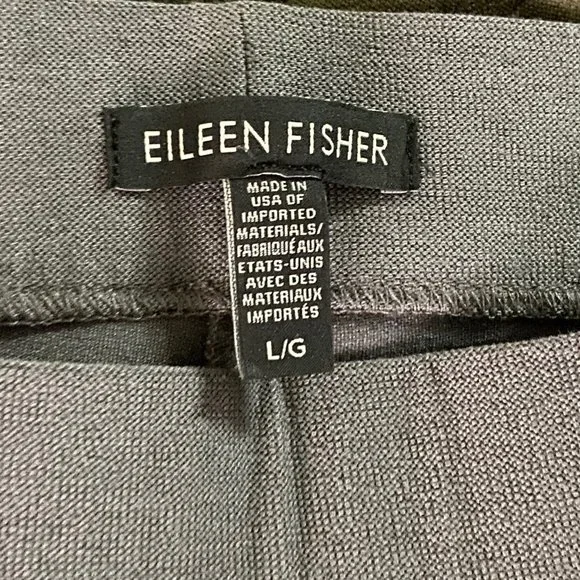 EILEEN FISHER
MADE IN
USA OF
IMPORTED
MATERIALS/
FABRIQUÉ AUX
ETATS-UNIS
AVEC DES
MATERIAUX
IMPORTÉS
L/G